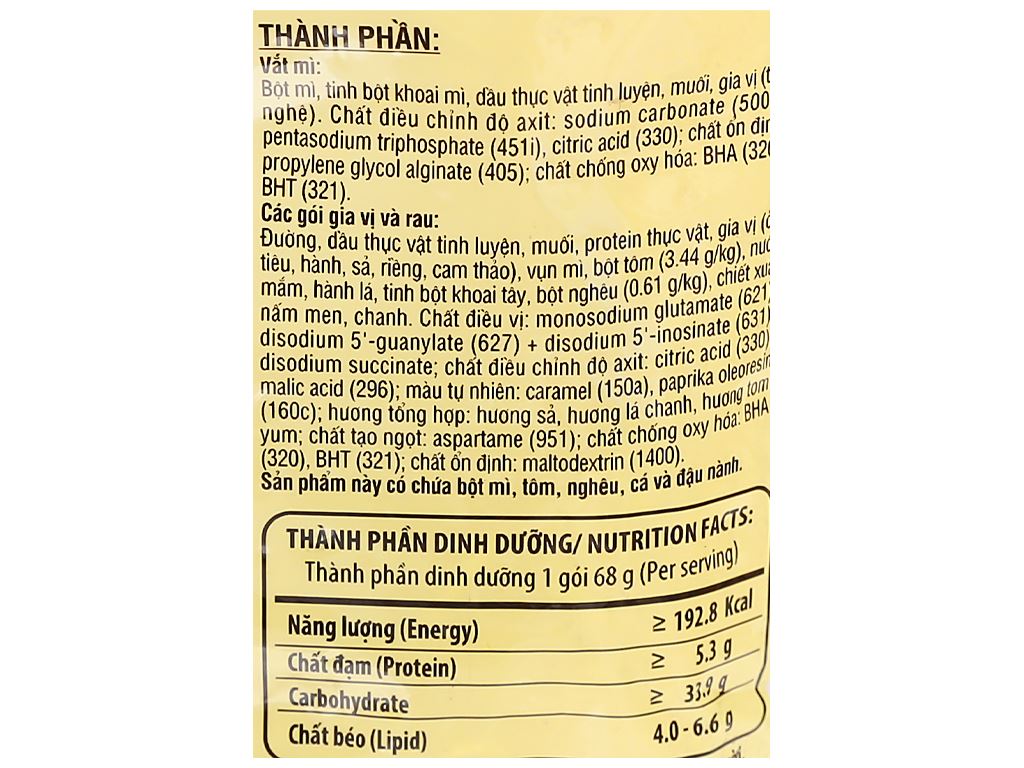 THÀNH PHẦN:
Vắt mì:
Bột mì, tinh bột khoai mì, dầu thực vật tinh luyện, muối, gia vị
nghệ). Chất điều chỉnh độ axit: sodium carbonate (500
pentasodium triphosphate (451i), citric acid (330); chất ổn
propylene glycol alginate (405); chất chống oxy hóa: BHA
BHT (321).
Các gói gia vị và rau:
Đường, dầu thực vật tinh luyện, muối, protein thực vật, gia vị
tiêu, hành, sả, riềng, cam thảo), vụn mì, bột tôm (3.44 g/kg),
mắm, hành lá, tinh bột khoai tây, bột nghêu (0.61 g/kg), chiết
nấm men, chanh. Chất điều vị: monosodium glutamate (621
disodium 5'-guanylate (627) + disodium 5'-inosinate (631)
disodium succinate; chất điều chỉnh độ axit: citric acid (330)
malic acid (296); màu tự nhiên: caramel (150a), paprika
(160c); hương tổng hợp: hương sả, hương lá chanh, hương tom
yum; chất tạo ngọt: aspartame (951); chất chống oxy hóa: BHA
(320), BHT (321); chất ổn định: maltodextrin (1400).
Sản phẩm này có chứa bột mì, tôm, nghêu, cá và đậu nành.
THÀNH PHẦN DINH DƯỠNG/ NUTRITION FACTS:
Thành phần dinh dưỡng 1 gói 68 g (Per serving)
Năng lượng (Energy) ≥ 192.8 Kcal
Chất đạm (Protein) ≥ 5.3 g
Carbohydrate ≥ 33.9 g
Chất béo (Lipid) 4.0 - 6.6 g